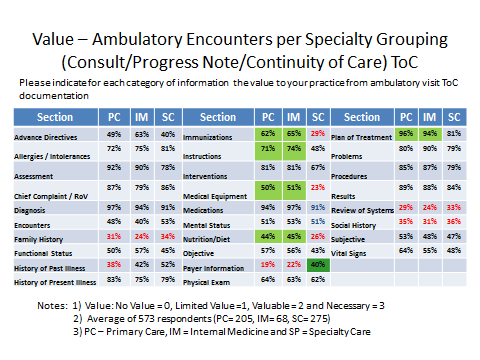 Value – Ambulatory Encounters per Specialty Grouping
(Consult/Progress Note/Continuity of Care) ToC
Please indicate for each category of information the value to your practice from ambulatory visit ToC
documentation
Section PC IM SC Section PC IM SC Section PC IM SC
Advance Directives 49% 63% 40% Immunizations 62% 65% 29% Plan of Treatment 96% 94% 81%
Allergies / Intolerances 72% 75% 81% Instructions 71% 74% 48% Problems 80% 90% 79%
Assessment 92% 90% 78% Interventions 81% 81% 67% Procedures 85% 87% 79%
Chief Complaint / RoV 87% 79% 86% Medical Equipment 50% 51% 23% Results 89% 88% 84%
Diagnosis 97% 94% 91% Medications 94% 97% 91% Review of Systems 29% 24% 33%
Encounters 48% 40% 53% Mental Status 51% 53% 51% Social History 35% 31% 36%
Family History 31% 24% 34% Nutrition/Diet 44% 45% 26% Subjective 53% 48% 47%
Functional Status 50% 57% 45% Objective 57% 56% 43% Vital Signs 64% 55% 48%
History of Past Illness 38% 42% 52% Payer Information 19% 22% 40%
History of Present Illness 83% 75% 79% Physical Exam 64% 63% 62%
Notes: 1) Value: No Value = 0, Limited Value =1, Valuable = 2 and Necessary = 3
2) Average of 573 respondents (PC= 205, IM= 68, SC= 275)
3) PC – Primary Care, IM = Internal Medicine and SP = Specialty Care